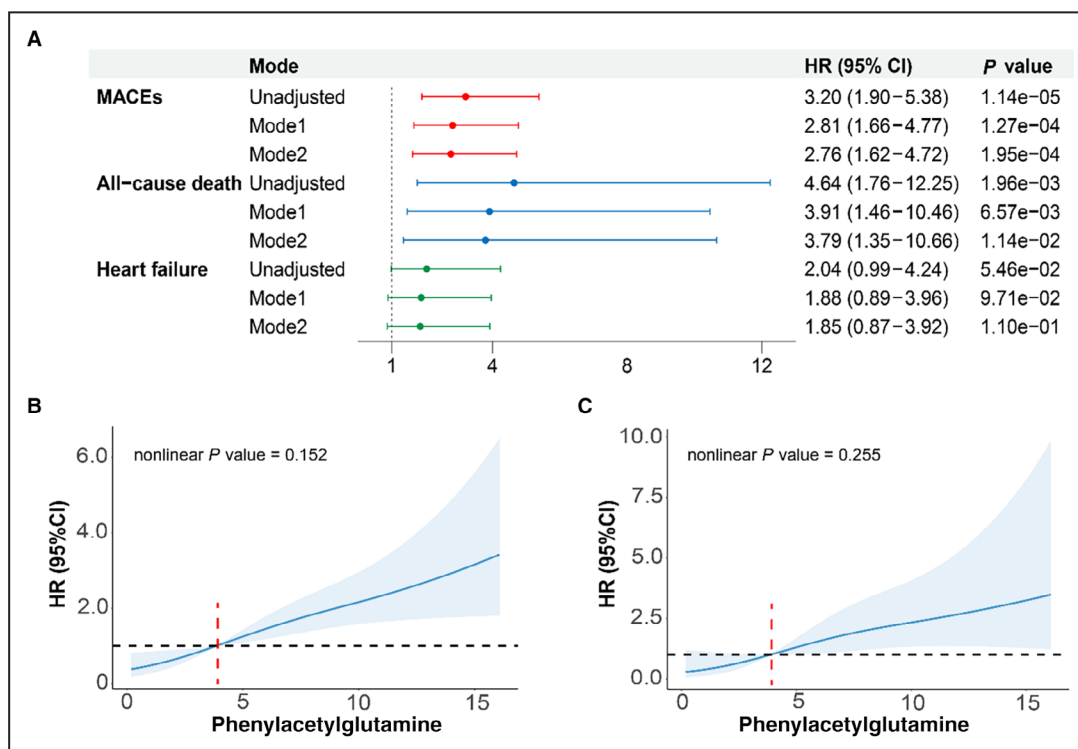 A
Mode HR (95% CI) P value
MACEs Unadjusted 3.20 (1.90−5.38) 1.14e−05
Mode1 2.81 (1.66−4.77) 1.27e−04
Mode2 2.76 (1.62−4.72) 1.95e−04
All−cause death Unadjusted 4.64 (1.76−12.25) 1.96e−03
Mode1 3.91 (1.46−10.46) 6.57e−03
Mode2 3.79 (1.35−10.66) 1.14e−02
Heart failure Unadjusted 2.04 (0.99−4.24) 5.46e−02
Mode1 1.88 (0.89−3.96) 9.71e−02
Mode2 1.85 (0.87−3.92) 1.10e−01
1 4 8 12
B
nonlinear P value = 0.152
HR (95%CI)
6.0
4.0
2.0
0
0 5 10 15
Phenylacetylglutamine
C
nonlinear P value = 0.255
HR (95%CI)
10.0
7.5
5.0
2.5
0.0
0 5 10 15
Phenylacetylglutamine